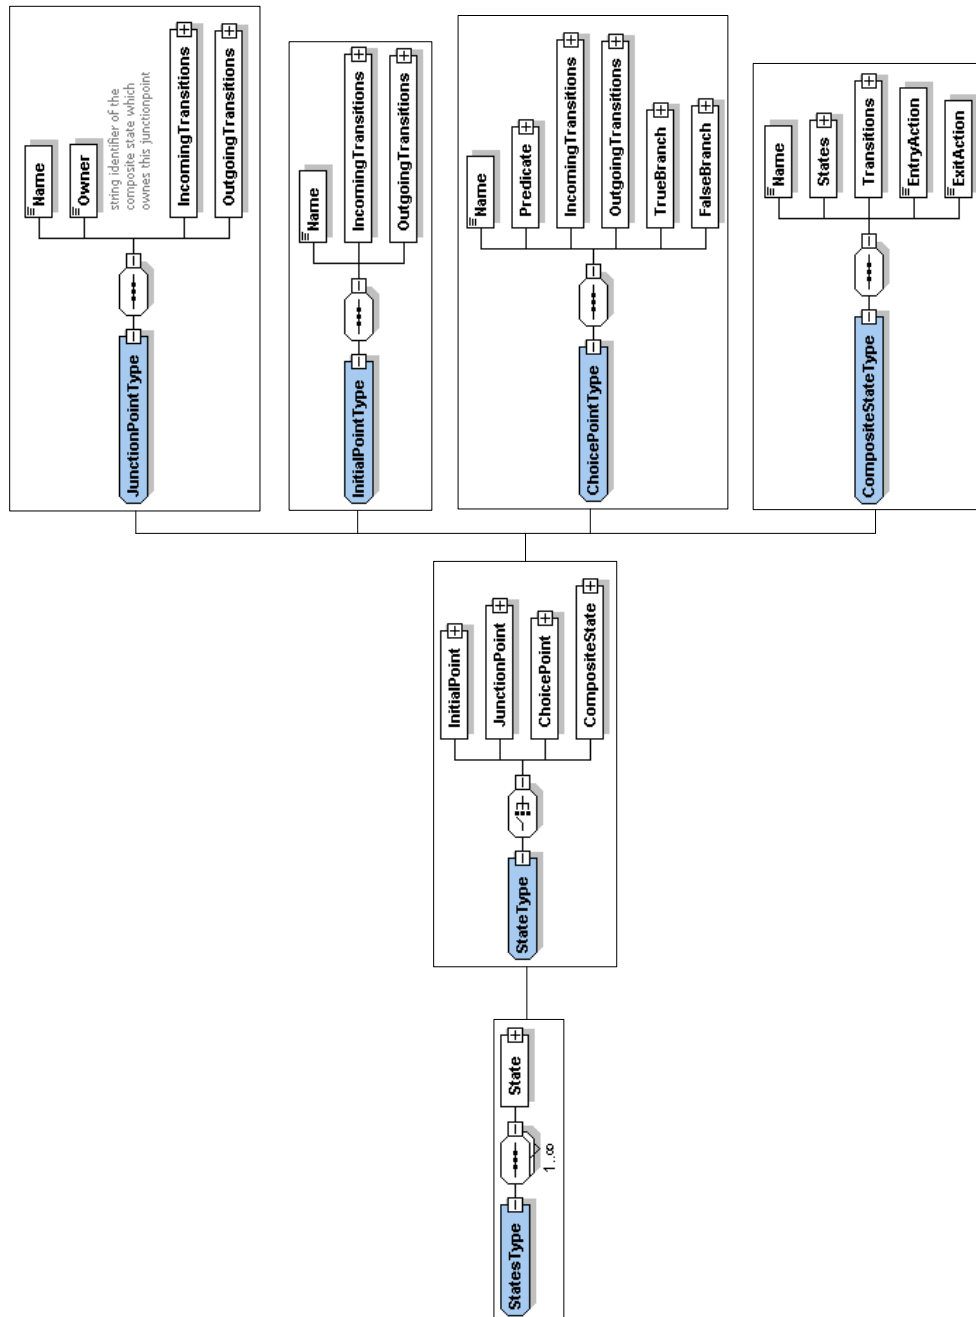 JunctionPointType
Name
Owner
string identifier of the
composite state which
ownes this junctionpoint
IncomingTransitions
OutgoingTransitions
InitialPointType
Name
IncomingTransitions
OutgoingTransitions
ChoicePointType
Name
Predicate
IncomingTransitions
OutgoingTransitions
TrueBranch
FalseBranch
CompositeStateType
Name
States
Transitions
EntryAction
ExitAction
StateType
InitialPoint
JunctionPoint
ChoicePoint
CompositeState
StatesType
1..∞
State